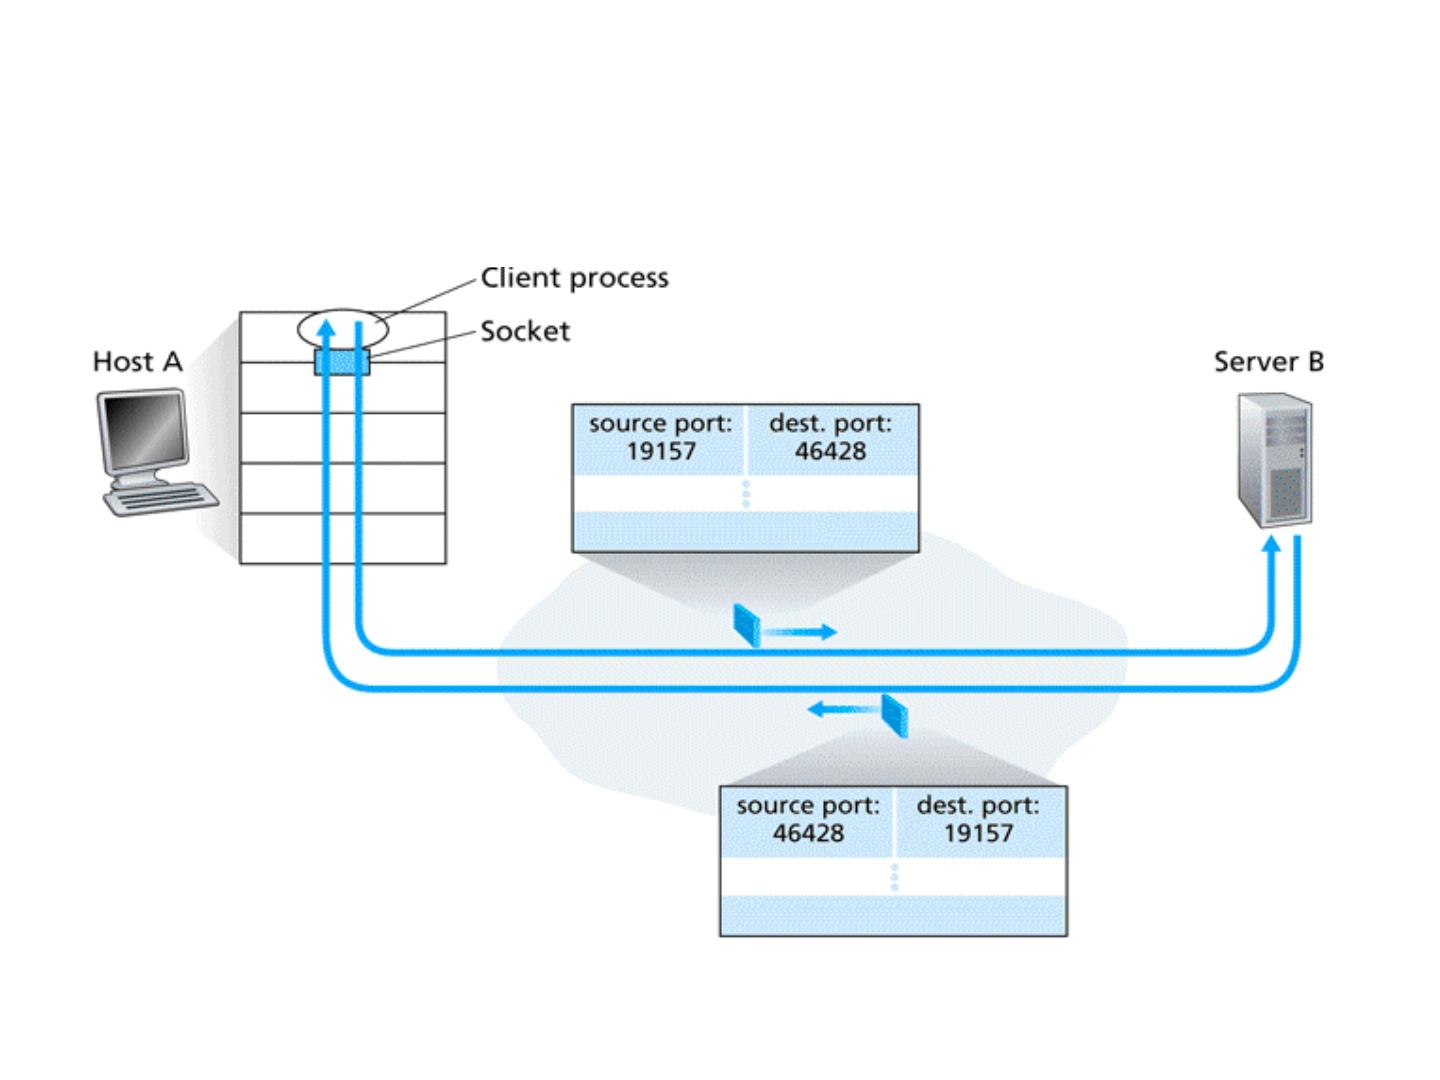 Client process
Socket
Host A
Server B
source port:
19157
dest. port:
46428
source port:
46428
dest. port:
19157